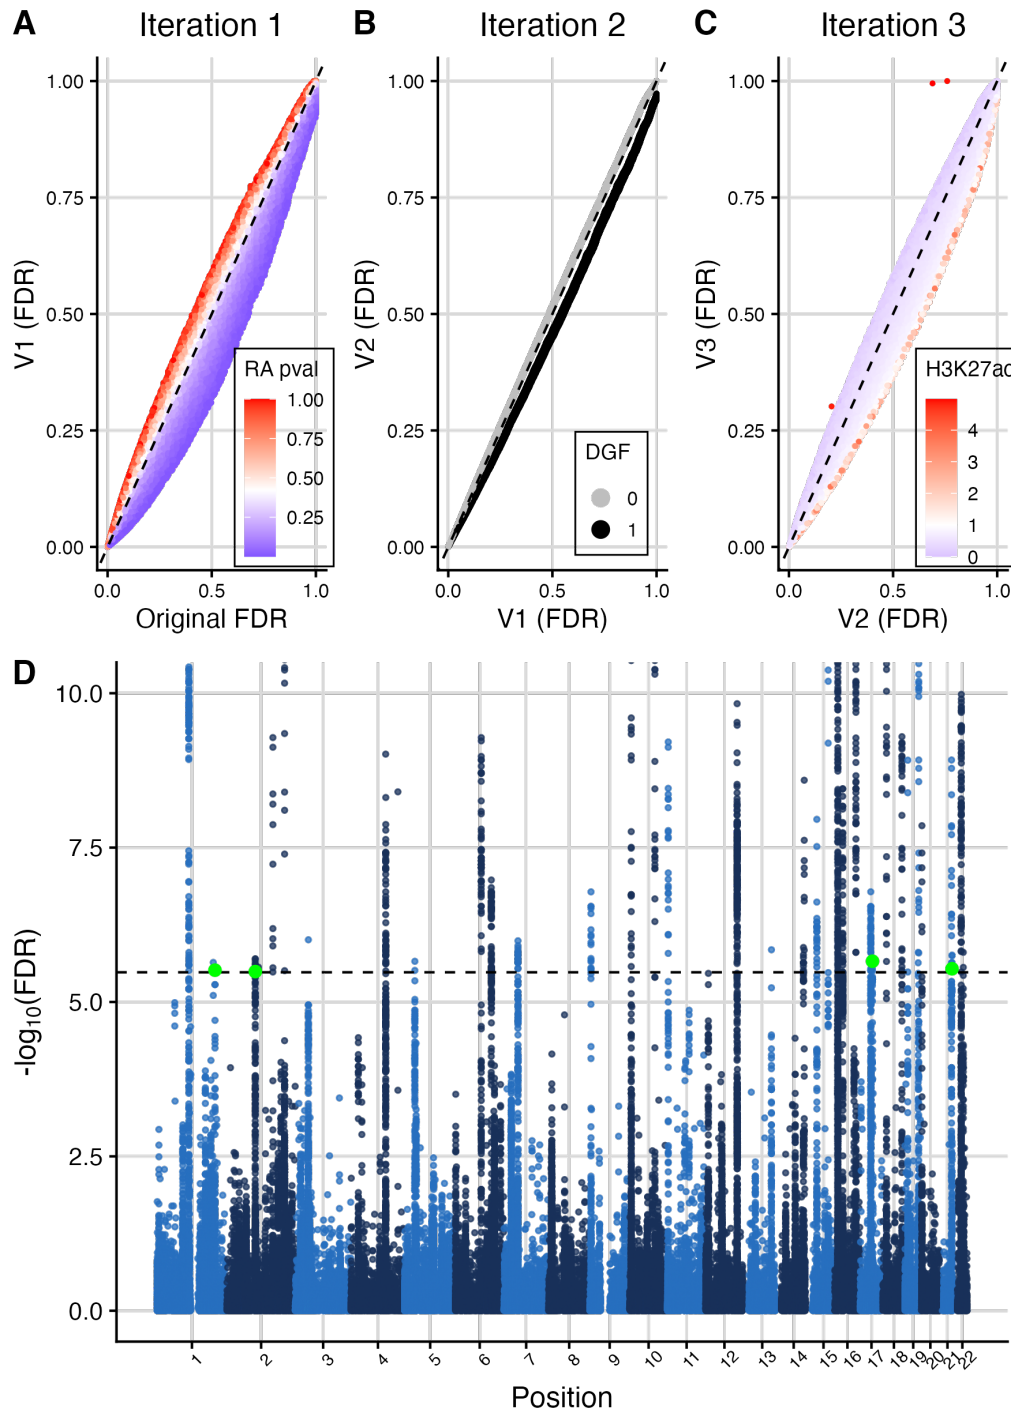 A
Iteration 1
B
Iteration 2
C
Iteration 3
V1 (FDR)
1.00
0.75
0.50
0.25
0.00
RA pval
1.00
0.75
0.50
0.25
0.0
0.5
1.0
Original FDR
V2 (FDR)
1.00
0.75
0.50
0.25
0.00
DGF
0
1
0.0
0.5
1.0
V1 (FDR)
V3 (FDR)
1.00
0.75
0.50
0.25
0.00
H3K27ac
4
3
2
1
0
0.0
0.5
1.0
V2 (FDR)
D
-log10(FDR)
10.0
7.5
5.0
2.5
0.0
1 2 3 4 5 6 7 8 9 10 11 12 13 14 15 16 17 18 19 20 21 22
Position